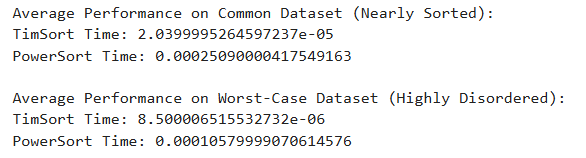 Average Performance on Common Dataset (Nearly Sorted):
TimSort Time: 2.0399995264597237e-05
PowerSort Time: 0.00025090000417549163
Average Performance on Worst-Case Dataset (Highly Disordered):
TimSort Time: 8.500006515532732e-06
PowerSort Time: 0.00010579999070614576